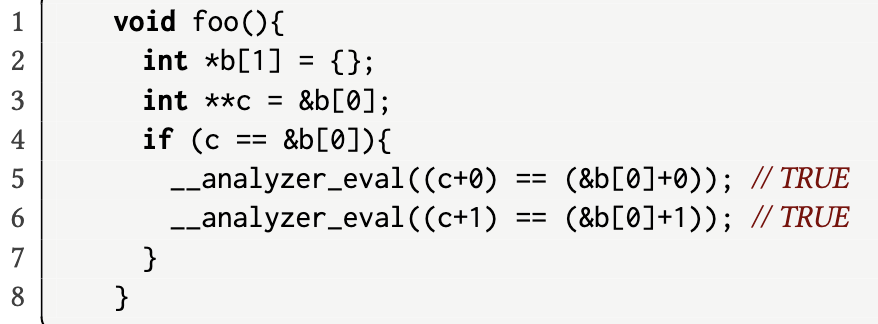 1 void foo(){
2 int *b[1] = {};
3 int **c = &b[0];
4 if (c == &b[0]){
5 __analyzer_eval((c+0) == (&b[0]+0)); // TRUE
6 __analyzer_eval((c+1) == (&b[0]+1)); // TRUE
7 }
8 }